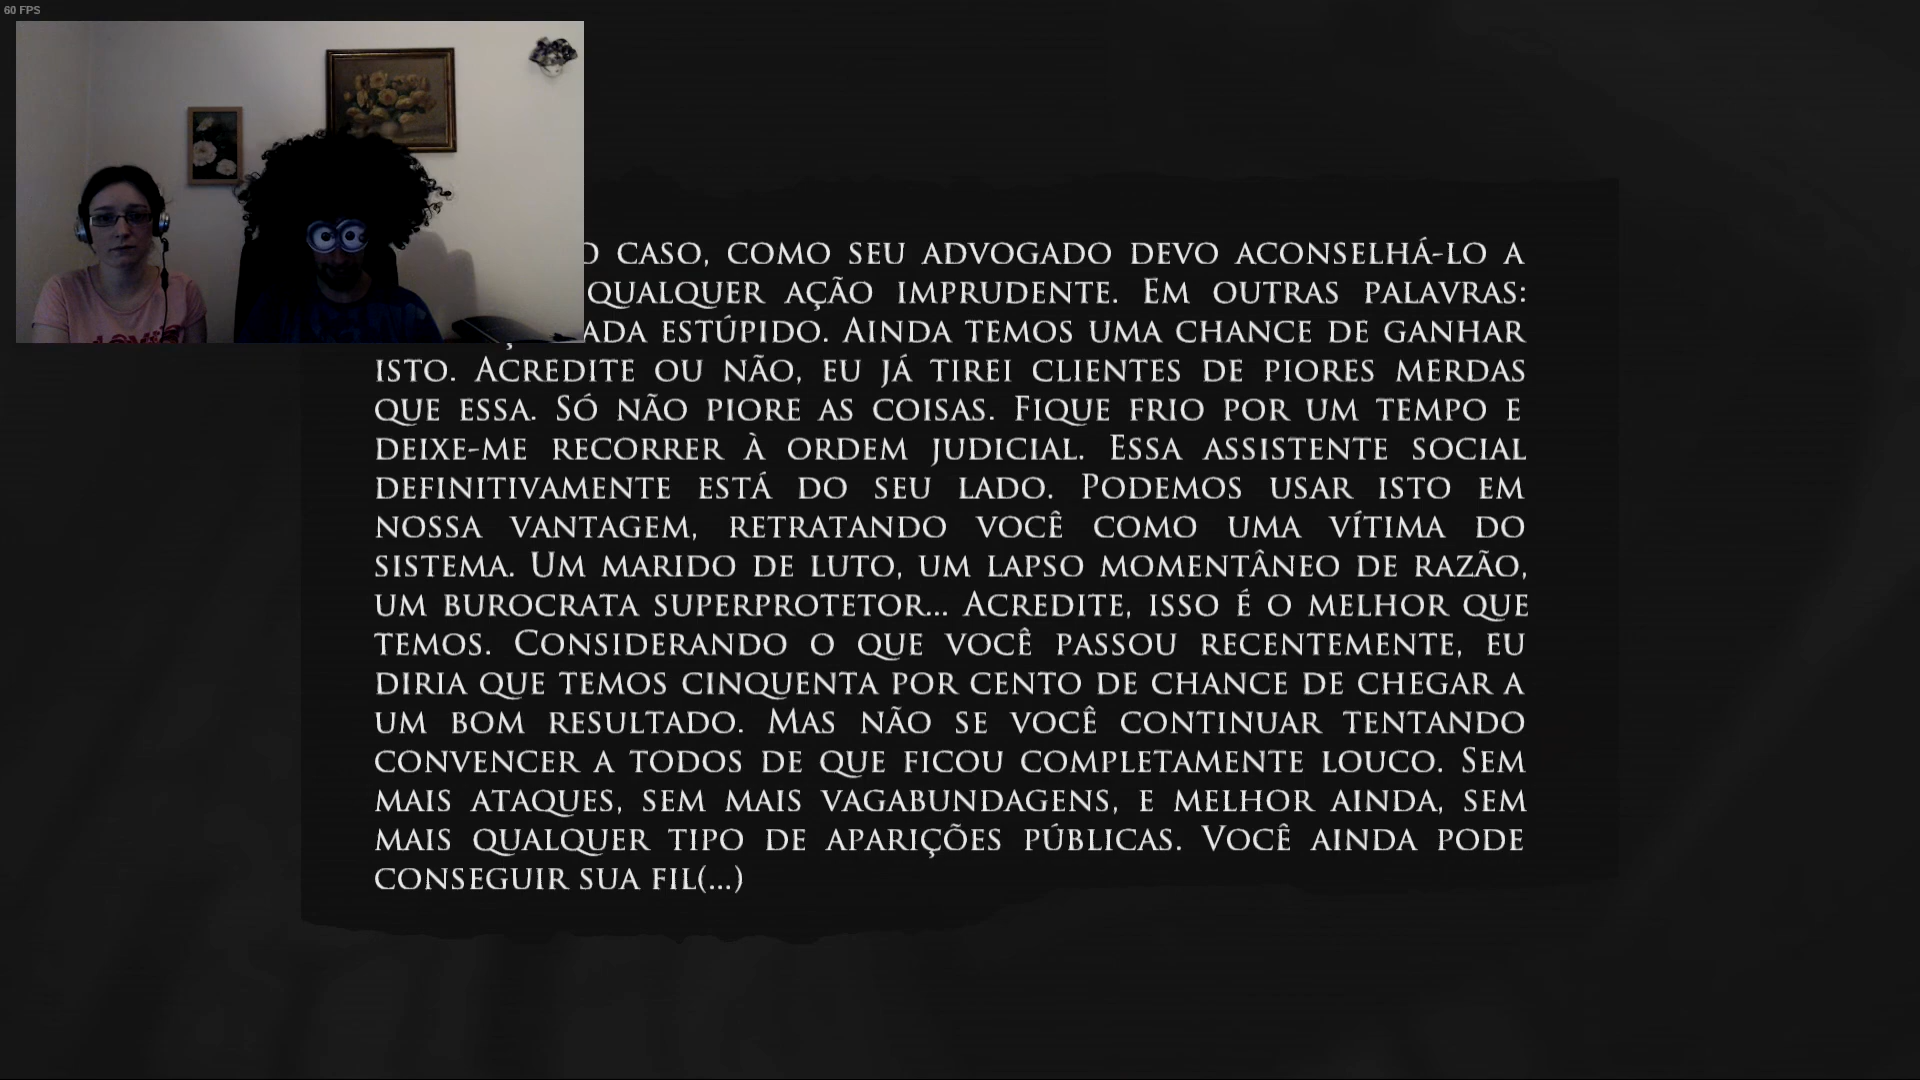 60 FPS
CASO, COMO SEU ADVOGADO DEVO ACONSELHÁ-LO A
QUALQUER AÇÃO IMPRUDENTE. EM OUTRAS PALAVRAS:
ESTÚPIDO. AINDA TEMOS UMA CHANCE DE GANHAR
ISTO. ACREDITE OU NÃO, EU JÁ TIREI CLIENTES DE PIORES MERDAS
QUE ESSA. SÓ NÃO PIORE AS COISAS. FIQUE FRIO POR UM TEMPO E
DEIXE-ME RECORRER À ORDEM JUDICIAL. ESSA ASSISTENTE SOCIAL
DEFINITIVAMENTE ESTÁ DO SEU LADO. PODEMOS USAR ISTO EM
NOSSA VANTAGEM, RETRATANDO VOCÊ COMO UMA VÍTIMA DO
SISTEMA. UM MARIDO DE LUTO, UM LAPSO MOMENTÂNEO DE RAZÃO,
UM BUROCRATA SUPERPROTETOR... ACREDITE, ISSO É O MELHOR QUE
TEMOS. CONSIDERANDO O QUE VOCÊ PASSOU RECENTEMENTE, EU
DIRIA QUE TEMOS CINQUENTA POR CENTO DE CHANCE DE CHEGAR A
UM BOM RESULTADO. MAS NÃO SE VOCÊ CONTINUAR TENTANDO
CONVENCER A TODOS DE QUE FICOU COMPLETAMENTE LOUCO. SEM
MAIS ATAQUES, SEM MAIS VAGABUNDAGENS, E MELHOR AINDA, SEM
MAIS QUALQUER TIPO DE APARIÇÕES PÚBLICAS. VOCÊ AINDA PODE
CONSEGUIR SUA FIL(...)